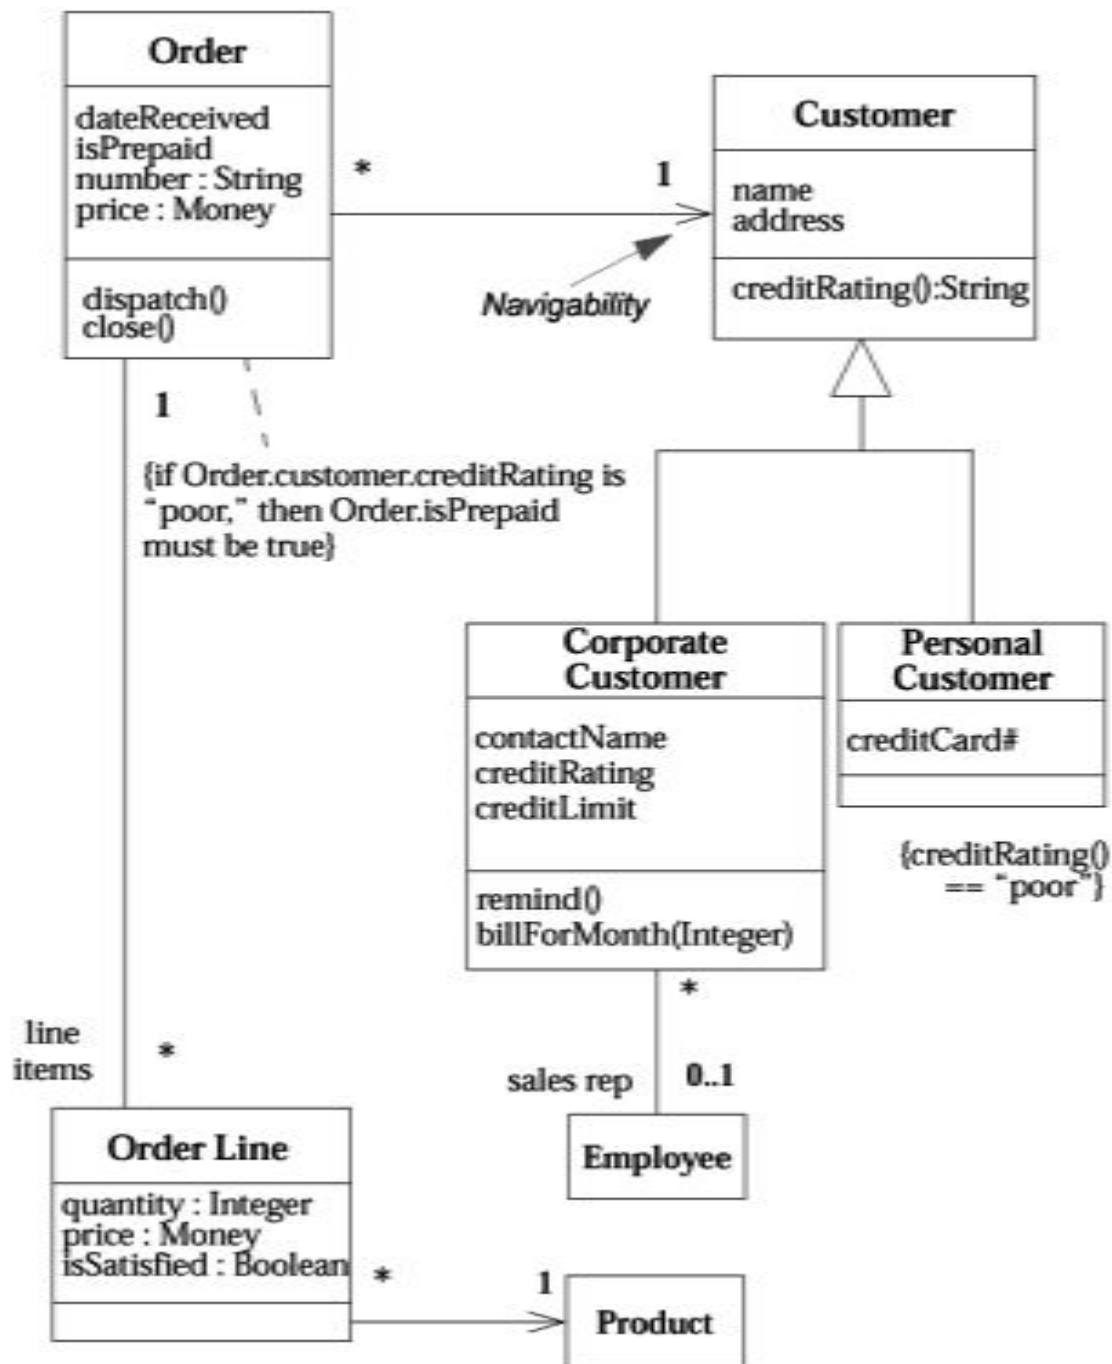 Order
dateReceived
isPrepaid
number : String
price : Money
dispatch()
close()
*
1
Navigability
Customer
name
address
creditRating():String
1
{if Order.customer.creditRating is
“poor,” then Order.isPrepaid
must be true}
Corporate
Customer
contactName
creditRating
creditLimit
remind()
billForMonth(Integer)
Personal
Customer
creditCard#
{creditRating()
== “poor”}
*
sales rep
0..1
Employee
line
items
*
Order Line
quantity : Integer
price : Money
isSatisfied : Boolean
*
1
Product